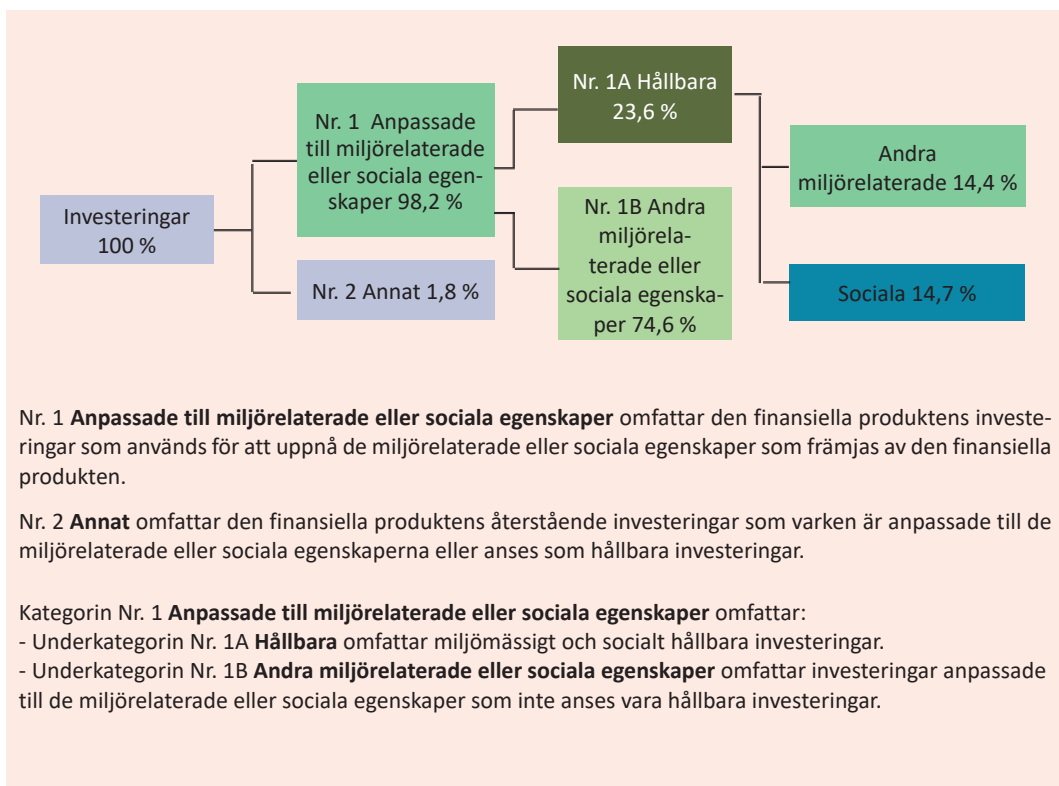 Investeringar
100 %
Nr. 1 Anpassade
till miljörelaterade
eller sociala egen-
skaper 98,2 %
Nr. 2 Annat 1,8 %
Nr. 1A Hållbara
23,6 %
Nr. 1B Andra
miljörela-
terade eller
sociala egenska-
per 74,6 %
Andra
miljörelaterade 14,4 %
Sociala 14,7 %
Nr. 1 Anpassade till miljörelaterade eller sociala egenskaper omfattar den finansiella produktens investe-
ringar som används för att uppnå de miljörelaterade eller sociala egenskaper som främjas av den finansiella
produkten.
Nr. 2 Annat omfattar den finansiella produktens återstående investeringar som varken är anpassade till de
miljörelaterade eller sociala egenskaperna eller anses som hållbara investeringar.
Kategorin Nr. 1 Anpassade till miljörelaterade eller sociala egenskaper omfattar:
- Underkategorin Nr. 1A Hållbara omfattar miljömässigt och socialt hållbara investeringar.
- Underkategorin Nr. 1B Andra miljörelaterade eller sociala egenskaper omfattar investeringar anpassade
till de miljörelaterade eller sociala egenskaper som inte anses vara hållbara investeringar.